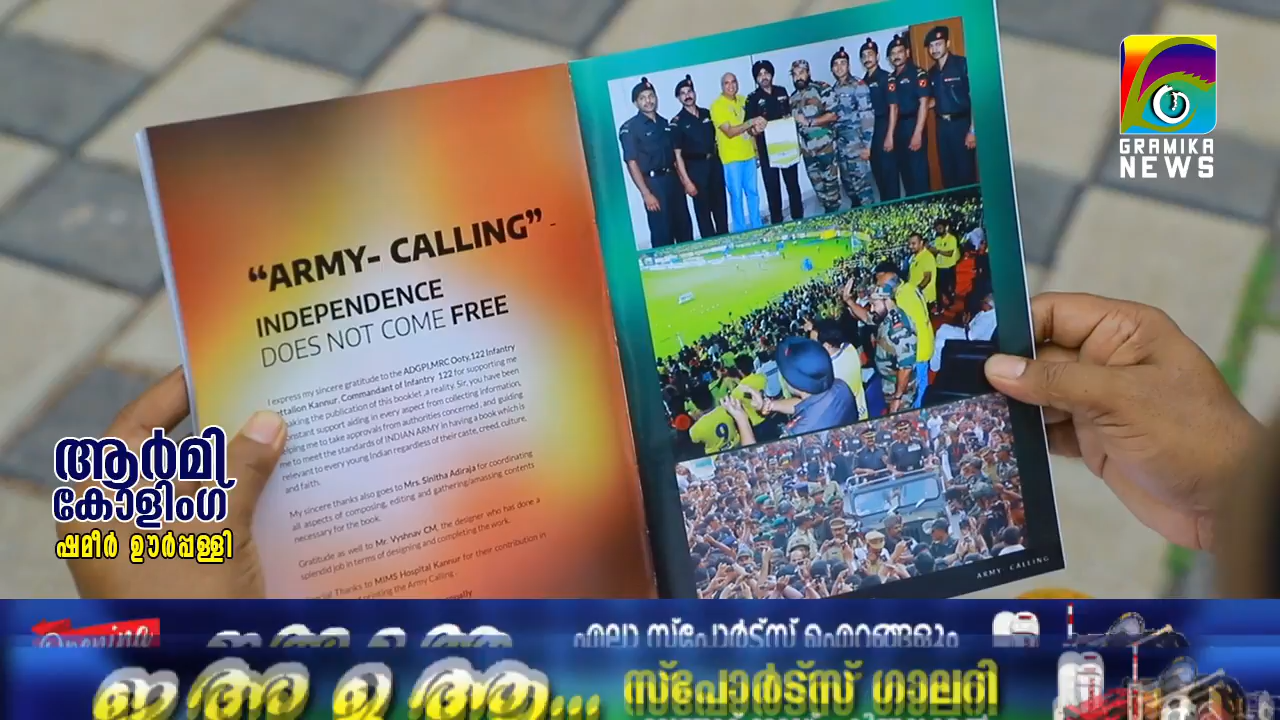 GRAMIKA
NEWS
“ARMY- CALLING” -
INDEPENDENCE
DOES NOT COME FREE
I express my sincere gratitude to the ADGPI,MRC Ooty,122 Infantry
Kannur, Commandant of Infantry 122 for supporting me
the publication of this booklet ,a reality. Sir, you have been
support aiding in every aspect from collecting information,
me to take approvals from authorities concerned , and guiding
me to meet the standards of INDIAN ARMY in having a book which is
relevant to every young Indian regardless of their caste, creed, culture,
and faith.
My sincere thanks also goes to Mrs. Sinitha Adiraja for coordinating
all aspects of composing, editing and gathering/amassing contents
necessary for the book.
Gratitude as well to Mr. Vyshnav CM, the designer who has done a
splendid job in terms of designing and completing the work.
Special Thanks to MIMS Hospital Kannur for their contribution in
printing the Army Calling .
9
ARMY CALLING
ആർമി
കോളിംഗ്
ഷമീർ ഊർപ്പള്ളി
എല്ലാ സ്പോർട്സ് ഐറങ്ങളും
ഇ ആ ഉ ആ... സ്പോർട്സ് ഗാലറി